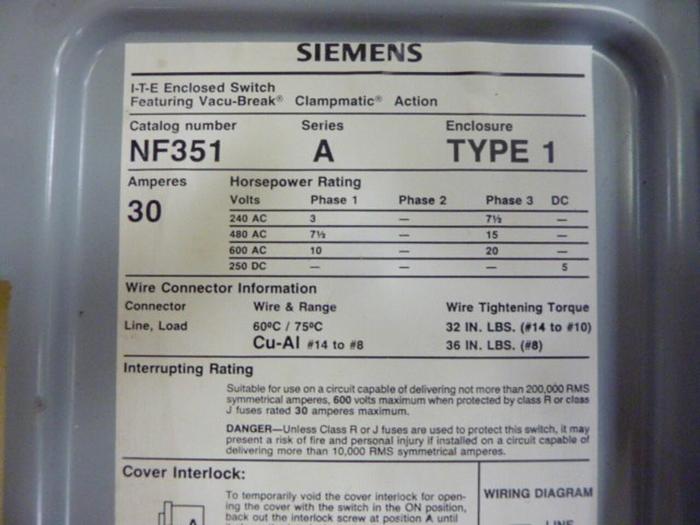 SIEMENS
I-T-E Enclosed Switch
Featuring Vacu-Break® Clampmatic® Action
Catalog number Series Enclosure
NF351 A TYPE 1
Amperes Horsepower Rating
30
Volts Phase 1 Phase 2 Phase 3 DC
240 AC 3 — 7½ —
480 AC 7½ — 15 —
600 AC 10 — 20 —
250 DC — — — 5
Wire Connector Information
Connector Wire & Range Wire Tightening Torque
Line, Load 60ºC / 75ºC 32 IN. LBS. (#14 to #10)
Cu-Al #14 to #8 36 IN. LBS. (#8)
Interrupting Rating
Suitable for use on a circuit capable of delivering not more than 200,000 RMS
symmetrical amperes, 600 volts maximum when protected by class R or class
J fuses rated 30 amperes maximum.
DANGER—Unless Class R or J fuses are used to protect this switch, it may
present a risk of fire and personal injury if installed on a circuit capable of
delivering more than 10,000 RMS symmetrical amperes.
Cover Interlock:
To temporarily void the cover interlock for open-
ing the cover with the switch in the ON position,
back out the interlock screw at position A until
A
WIRING DIAGRAM
LINE